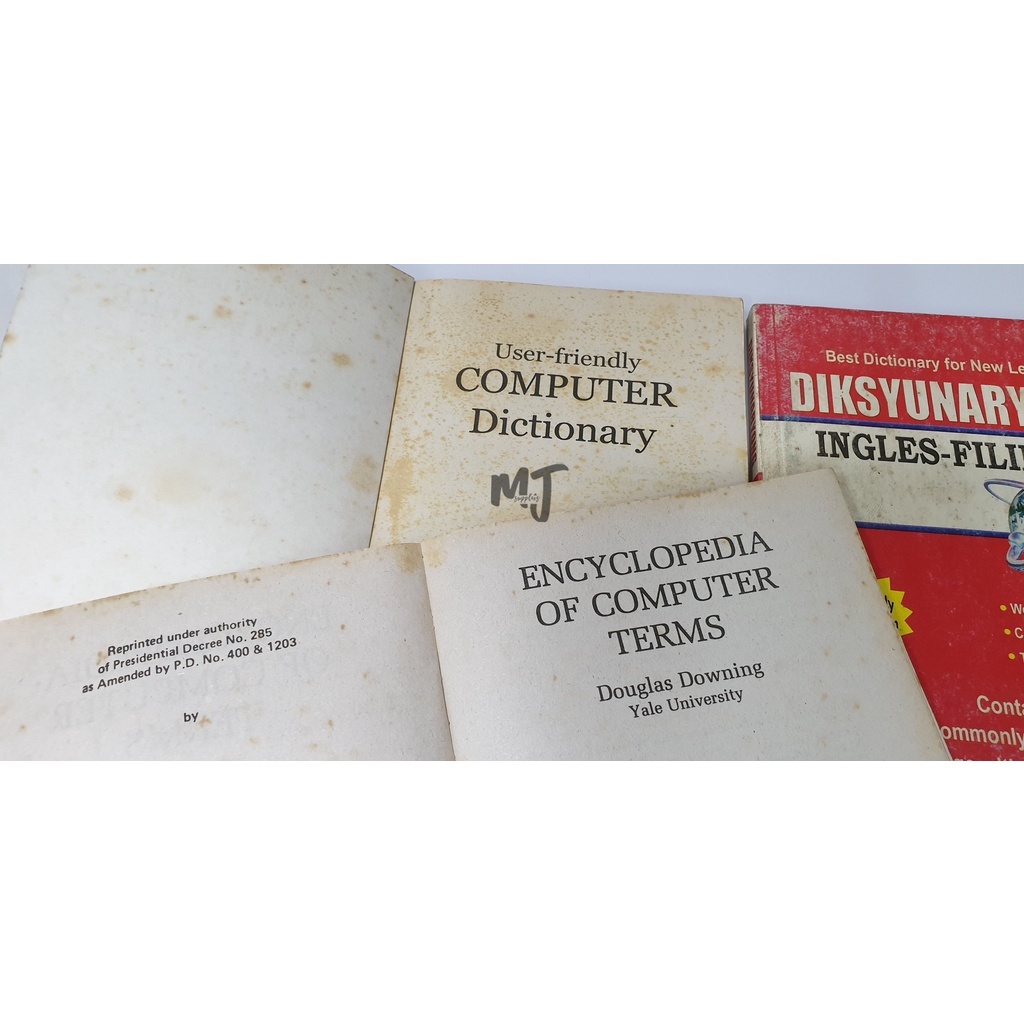 User-friendly
COMPUTER
Dictionary
MJ
Best Dictionary for New
DIKSYUNARY
INGLES-FILI
Reprinted under authority
of Presidential Decree No. 285
as Amended by P.D. No. 400 & 1203
by
ENCYCLOPEDIA
OF COMPUTER
TERMS
Douglas Downing
Yale University
Conta
ommonly